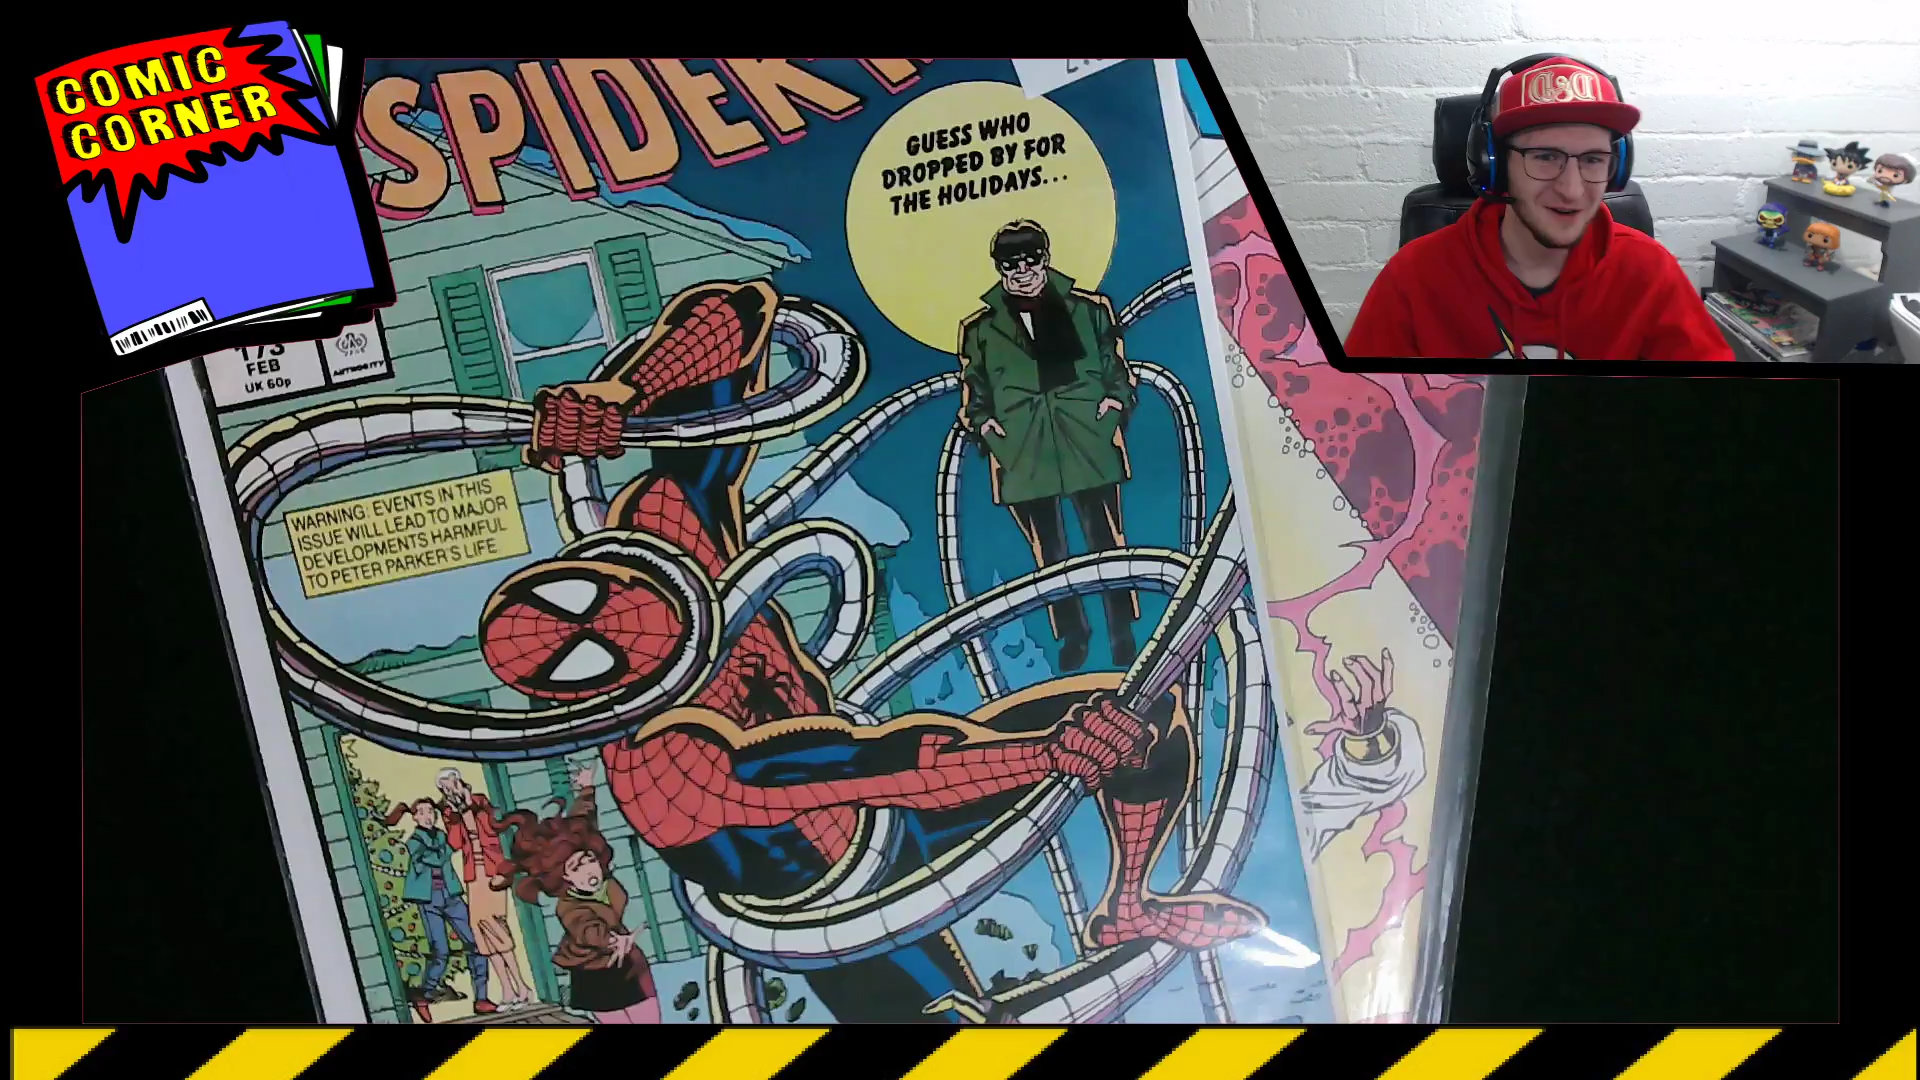 COMIC
CORNER
SPIDER
GUESS WHO
DROPPED BY FOR
THE HOLIDAYS...
173
FEB
UK 60p
AUTHORITY
WARNING: EVENTS IN THIS
ISSUE WILL LEAD TO MAJOR
DEVELOPMENTS HARMFUL
TO PETER PARKER'S LIFE